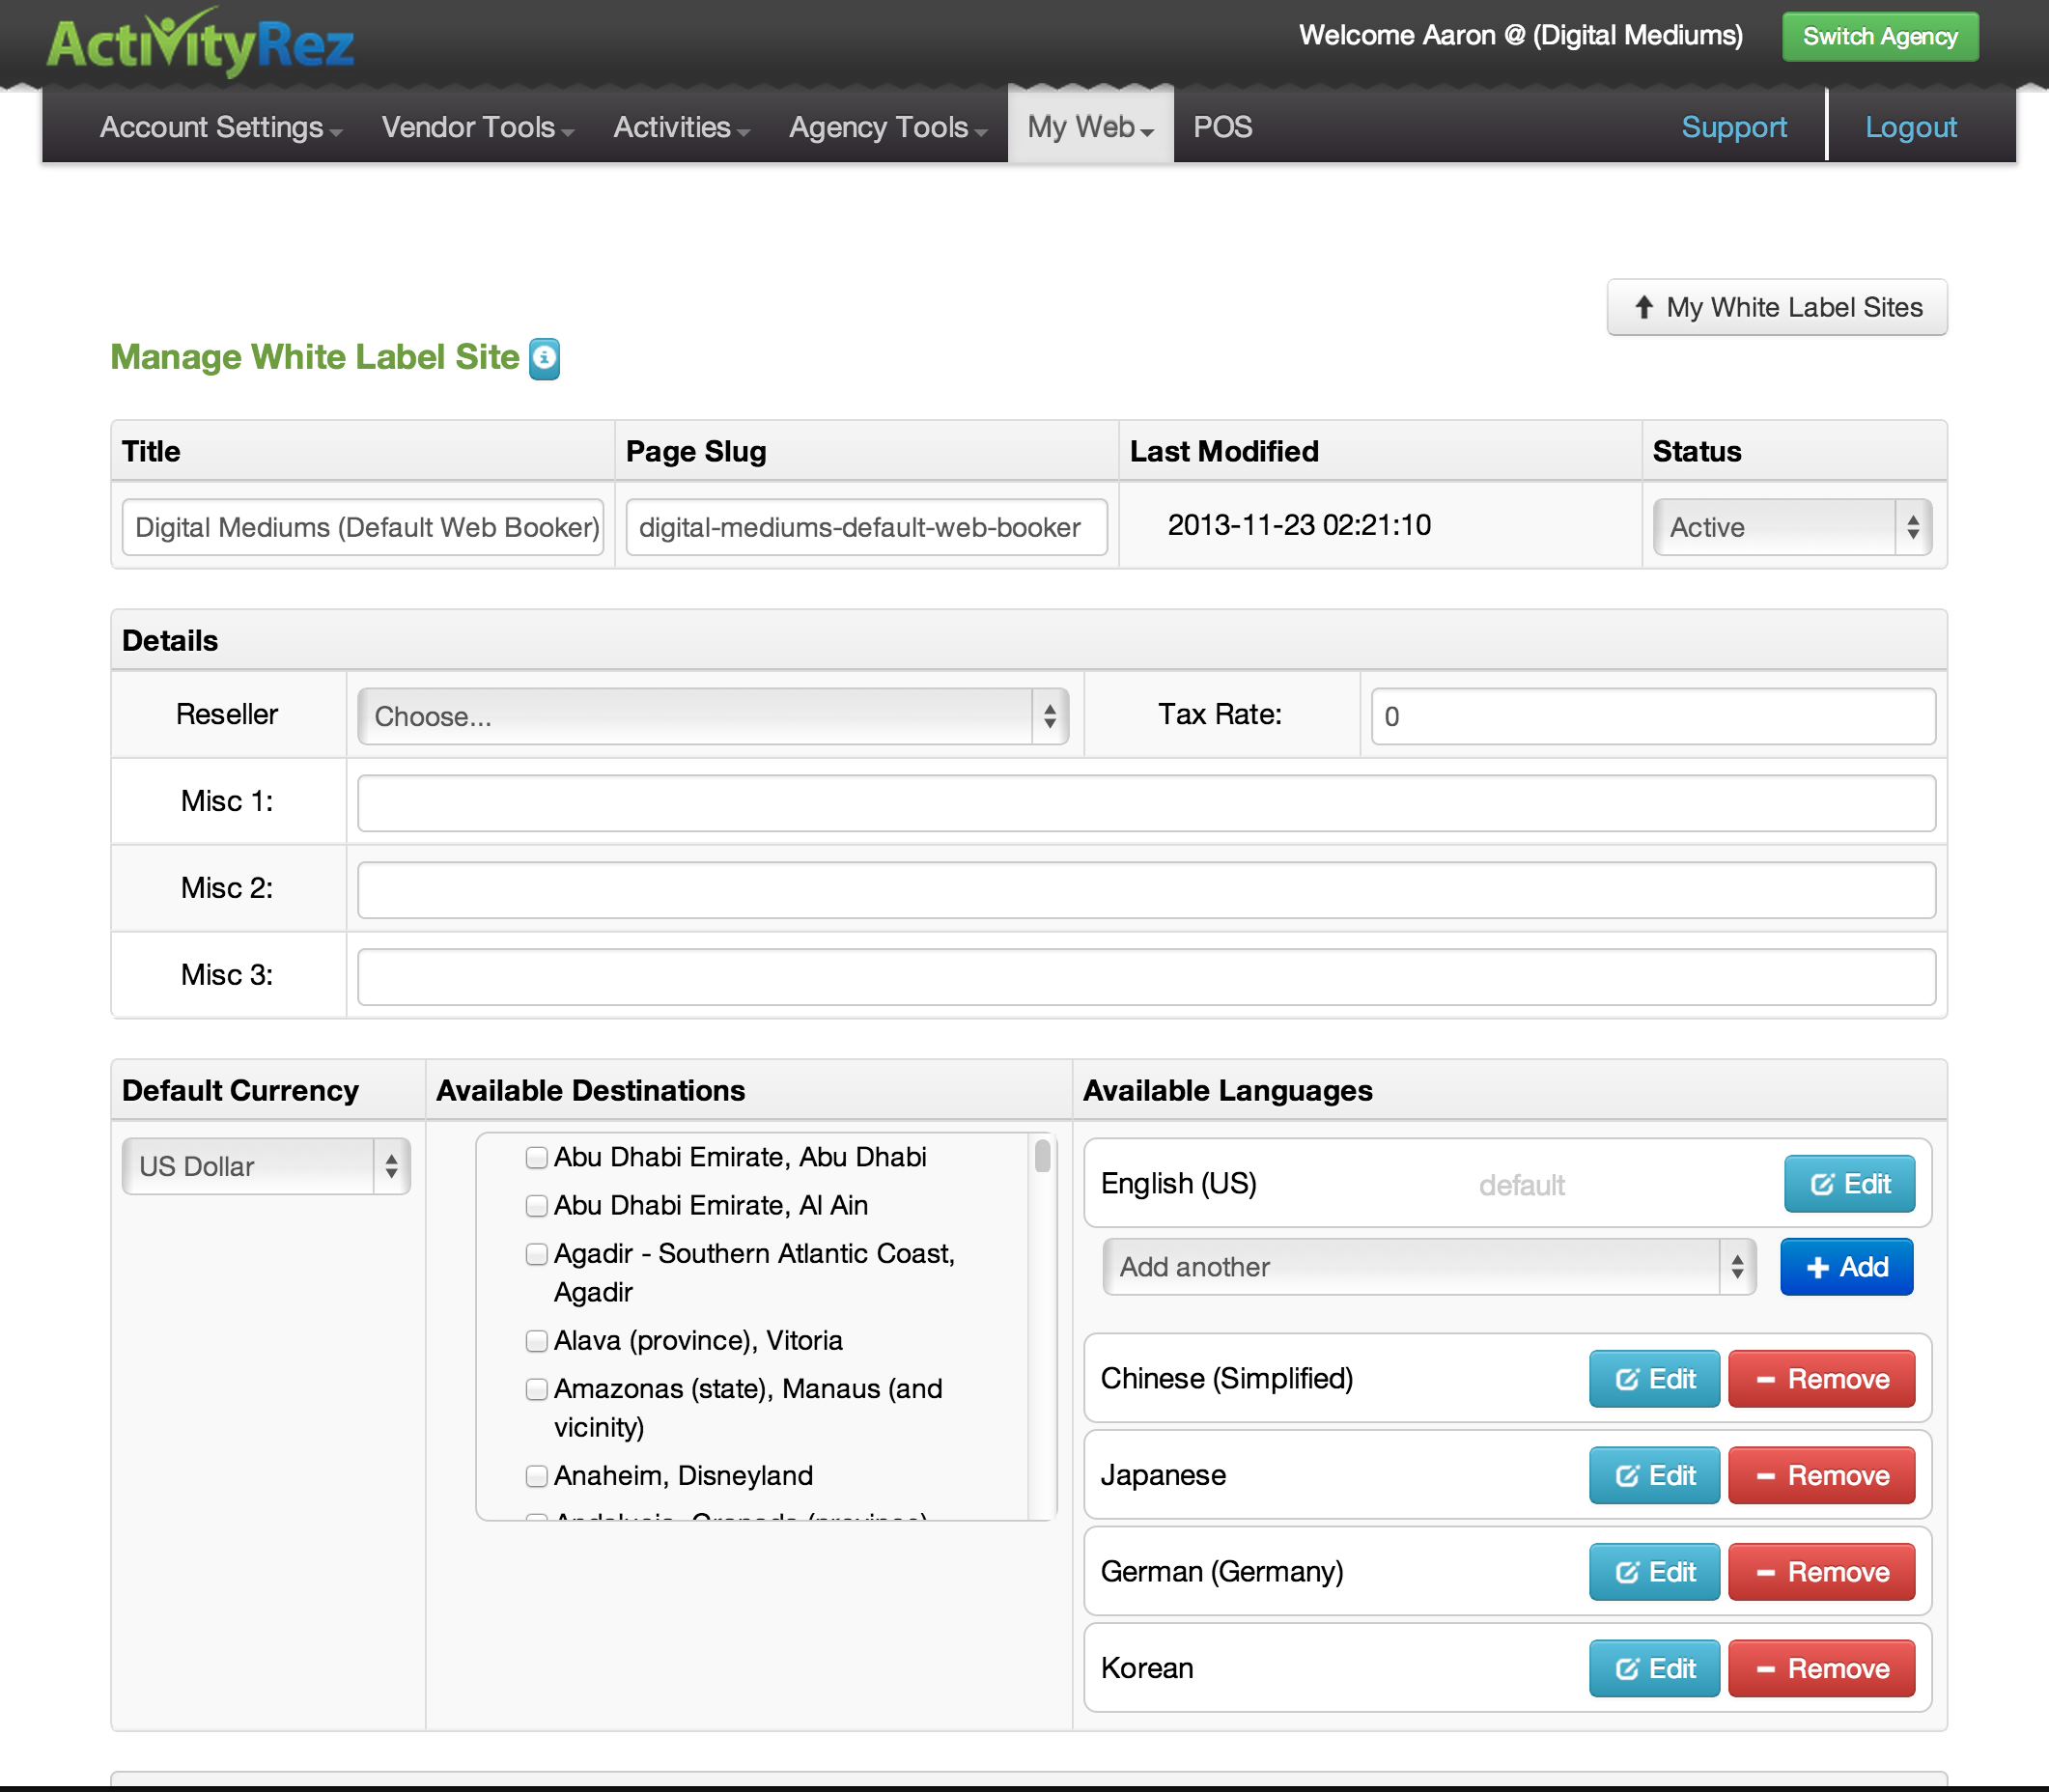 ActivityRez
Welcome Aaron @ (Digital Mediums)
Switch Agency
Account Settings
Vendor Tools
Activities
Agency Tools
My Web
POS
Support
Logout
My White Label Sites
Manage White Label Site
Title
Page Slug
Last Modified
Status
Digital Mediums (Default Web Booker)
digital-mediums-default-web-booker
2013-11-23 02:21:10
Active
Details
Reseller
Choose...
Tax Rate:
0
Misc 1:
Misc 2:
Misc 3:
Default Currency
Available Destinations
Available Languages
US Dollar
Abu Dhabi Emirate, Abu Dhabi
Abu Dhabi Emirate, Al Ain
Agadir - Southern Atlantic Coast,
Agadir
Alava (province), Vitoria
Amazonas (state), Manaus (and
vicinity)
Anaheim, Disneyland
Andalucia, Granada (province)
English (US)
default
Edit
Add another
Add
Chinese (Simplified)
Edit
Remove
Japanese
Edit
Remove
German (Germany)
Edit
Remove
Korean
Edit
Remove